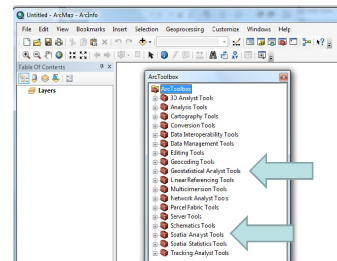 Untitled - ArcMap - ArcInfo
File Edit View Bookmarks Insert Selection Geoprocessing Customize Windows Help
Table Of Contents
Layers
ArcToolbox
ArcToolbox
3D Analyst Tools
Analysis Tools
Cartography Tools
Conversion Tools
Data Interoperability Tools
Data Management Tools
Editing Tools
Geocoding Tools
Geostatistical Analyst Tools
Linear Referencing Tools
Multidimension Tools
Network Analyst Tools
Parcel Fabric Tools
Server Tools
Schematics Tools
Spatial Analyst Tools
Spatial Statistics Tools
Tracking Analyst Tools